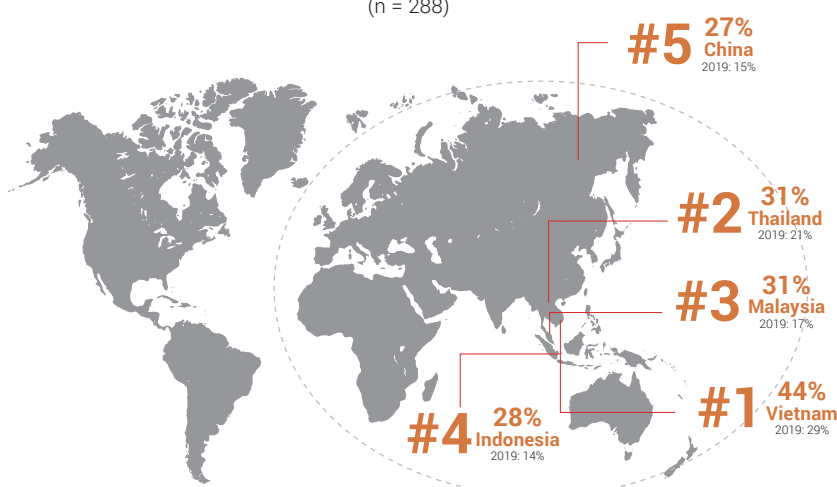 (n = 288)
#5 27%
China
2019: 15%
#2 31%
Thailand
2019: 21%
#3 31%
Malaysia
2019: 17%
#1 44%
Vietnam
2019: 29%
#4 28%
Indonesia
2019: 14%